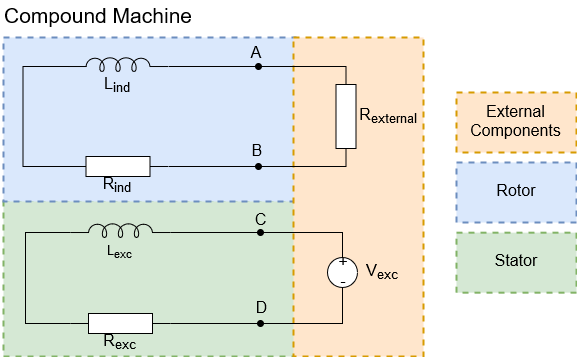 Compound Machine
A
L_ind
R_external
B
R_ind
C
L_exc
V_exc
+
-
D
R_exc
External
Components
Rotor
Stator